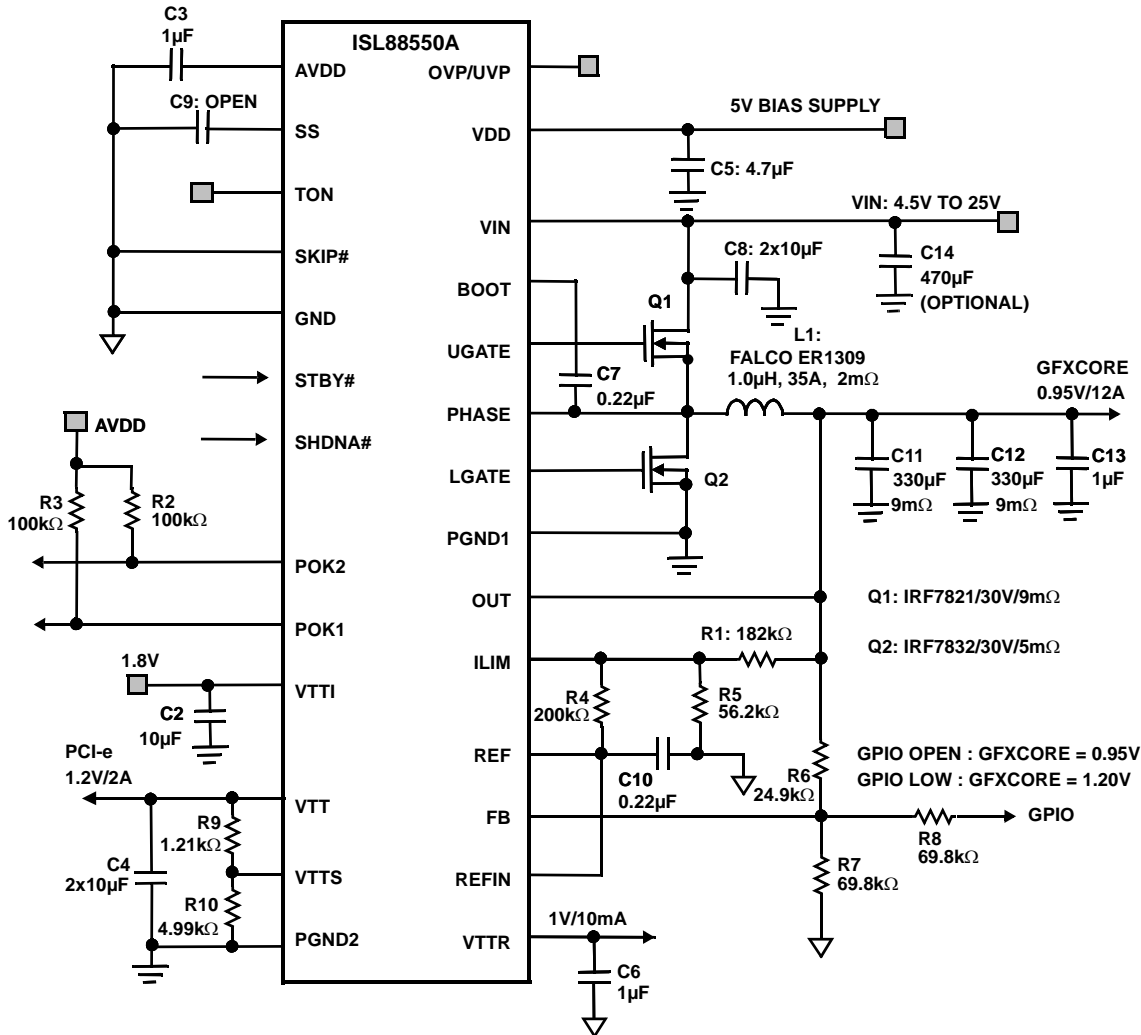 ISL88550A
C3
1µF
AVDD
C9: OPEN
SS
TON
SKIP#
GND
STBY#
SHDNA#
AVDD
R3
100kΩ
R2
100kΩ
POK2
POK1
1.8V
VTTI
C2
10µF
PCI-e
1.2V/2A
VTT
R9
1.21kΩ
C4
2x10µF
VTTS
R10
4.99kΩ
PGND2
OVP/UVP
5V BIAS SUPPLY
VDD
C5: 4.7µF
VIN: 4.5V TO 25V
VIN
C8: 2x10µF
C14
470µF
(OPTIONAL)
BOOT
Q1
L1:
FALCO ER1309
1.0µH, 35A, 2mΩ
UGATE
C7
0.22µF
GFXCORE
0.95V/12A
PHASE
C11
330µF
9mΩ
C12
330µF
9mΩ
C13
1µF
LGATE
Q2
PGND1
OUT
Q1: IRF7821/30V/9mΩ
R1: 182kΩ
Q2: IRF7832/30V/5mΩ
ILIM
R4
200kΩ
R5
56.2kΩ
REF
C10
0.22µF
R6
24.9kΩ
GPIO OPEN : GFXCORE = 0.95V
GPIO LOW : GFXCORE = 1.20V
FB
GPIO
R8
69.8kΩ
R7
69.8kΩ
REFIN
1V/10mA
VTTR
C6
1µF